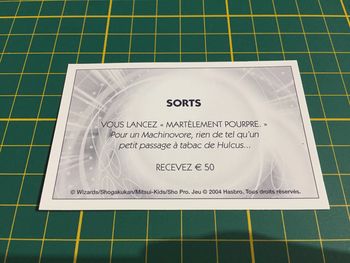 SORTS
VOUS LANCEZ « MARTÈLEMENT POURPRE. »
Pour un Machinovore, rien de tel qu'un
petit passage à tabac de Hulcus...
RECEVEZ € 50
© Wizards/Shogakukan/Mitsui-Kids/Sho Pro. Jeu © 2004 Hasbro. Tous droits réservés.